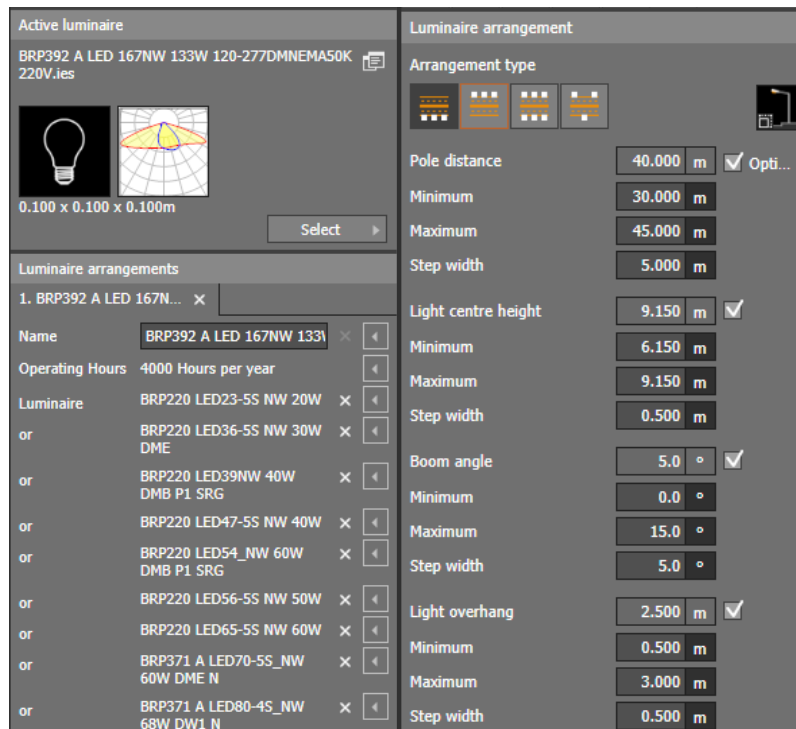 Active luminaire
BRP392 A LED 167NW 133W 120-277DMNEMA50K
220V.ies
0.100 x 0.100 x 0.100m
Select
Luminaire arrangements
1. BRP392 A LED 167N...
Name BRP392 A LED 167NW 133W
Operating Hours 4000 Hours per year
Luminaire BRP220 LED23-5S NW 20W
or BRP220 LED36-5S NW 30W
DME
or BRP220 LED39NW 40W
DMB P1 SRG
or BRP220 LED47-5S NW 40W
or BRP220 LED54_NW 60W
DMB P1 SRG
or BRP220 LED56-5S NW 50W
or BRP220 LED65-5S NW 60W
or BRP371 A LED70-5S_NW
60W DME N
or BRP371 A LED80-4S_NW
68W DW1 N
Luminaire arrangement
Arrangement type
Pole distance 40.000 m Opti...
Minimum 30.000 m
Maximum 45.000 m
Step width 5.000 m
Light centre height 9.150 m
Minimum 6.150 m
Maximum 9.150 m
Step width 0.500 m
Boom angle 5.0 °
Minimum 0.0 °
Maximum 15.0 °
Step width 5.0 °
Light overhang 2.500 m
Minimum 0.500 m
Maximum 3.000 m
Step width 0.500 m